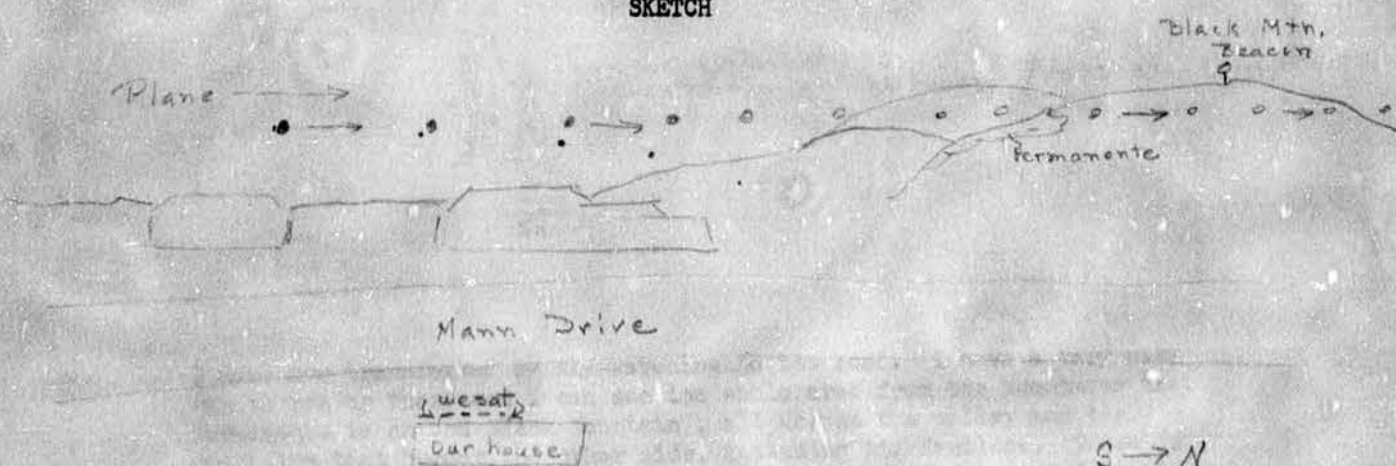 SKETCH
Black Mtn.
Beacon
Plane
Permanente
Mann Drive
we sat
our house
S → N